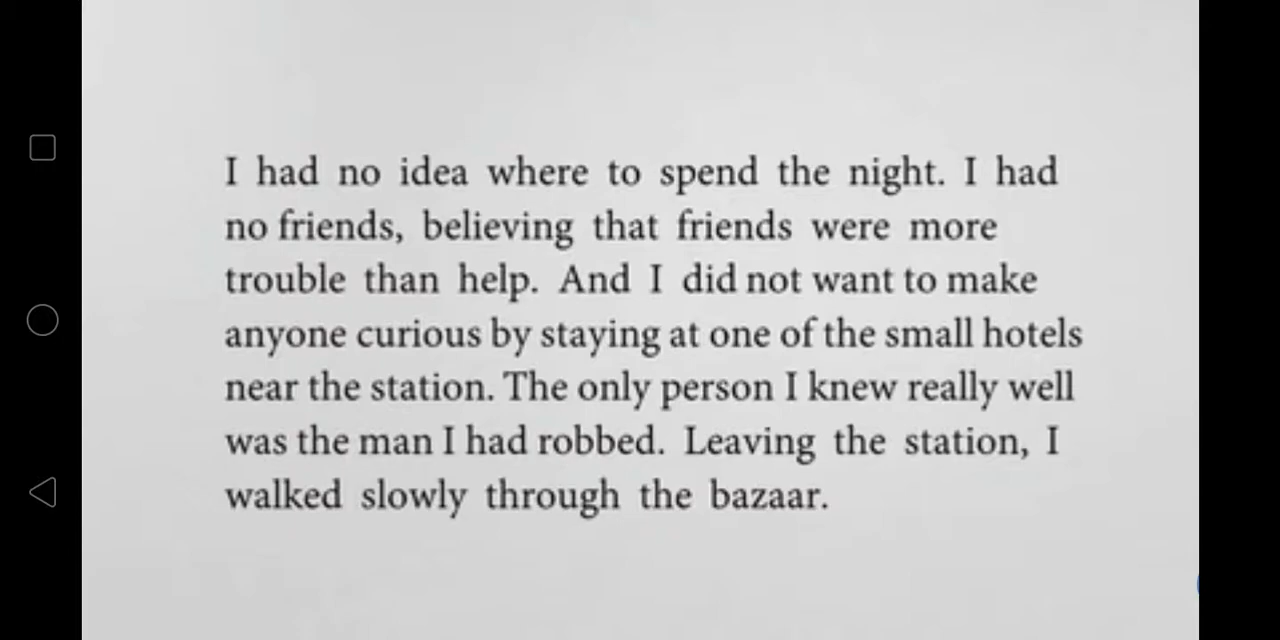 I had no idea where to spend the night. I had
no friends, believing that friends were more
trouble than help. And I did not want to make
anyone curious by staying at one of the small hotels
near the station. The only person I knew really well
was the man I had robbed. Leaving the station, I
walked slowly through the bazaar.